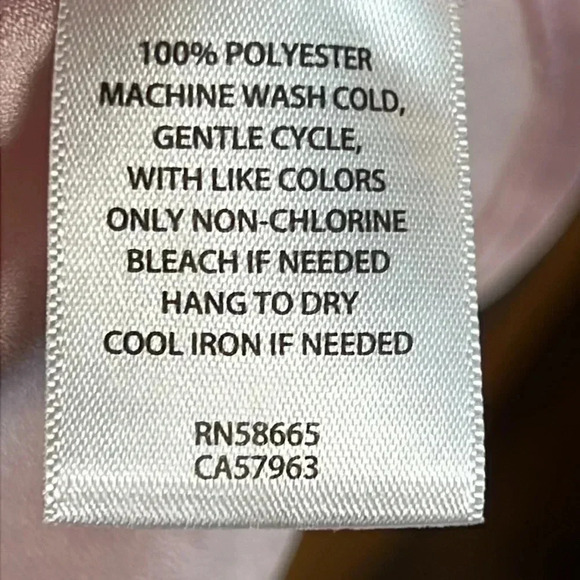 100% POLYESTER
MACHINE WASH COLD,
GENTLE CYCLE,
WITH LIKE COLORS
ONLY NON-CHLORINE
BLEACH IF NEEDED
HANG TO DRY
COOL IRON IF NEEDED
RN58665
CA57963